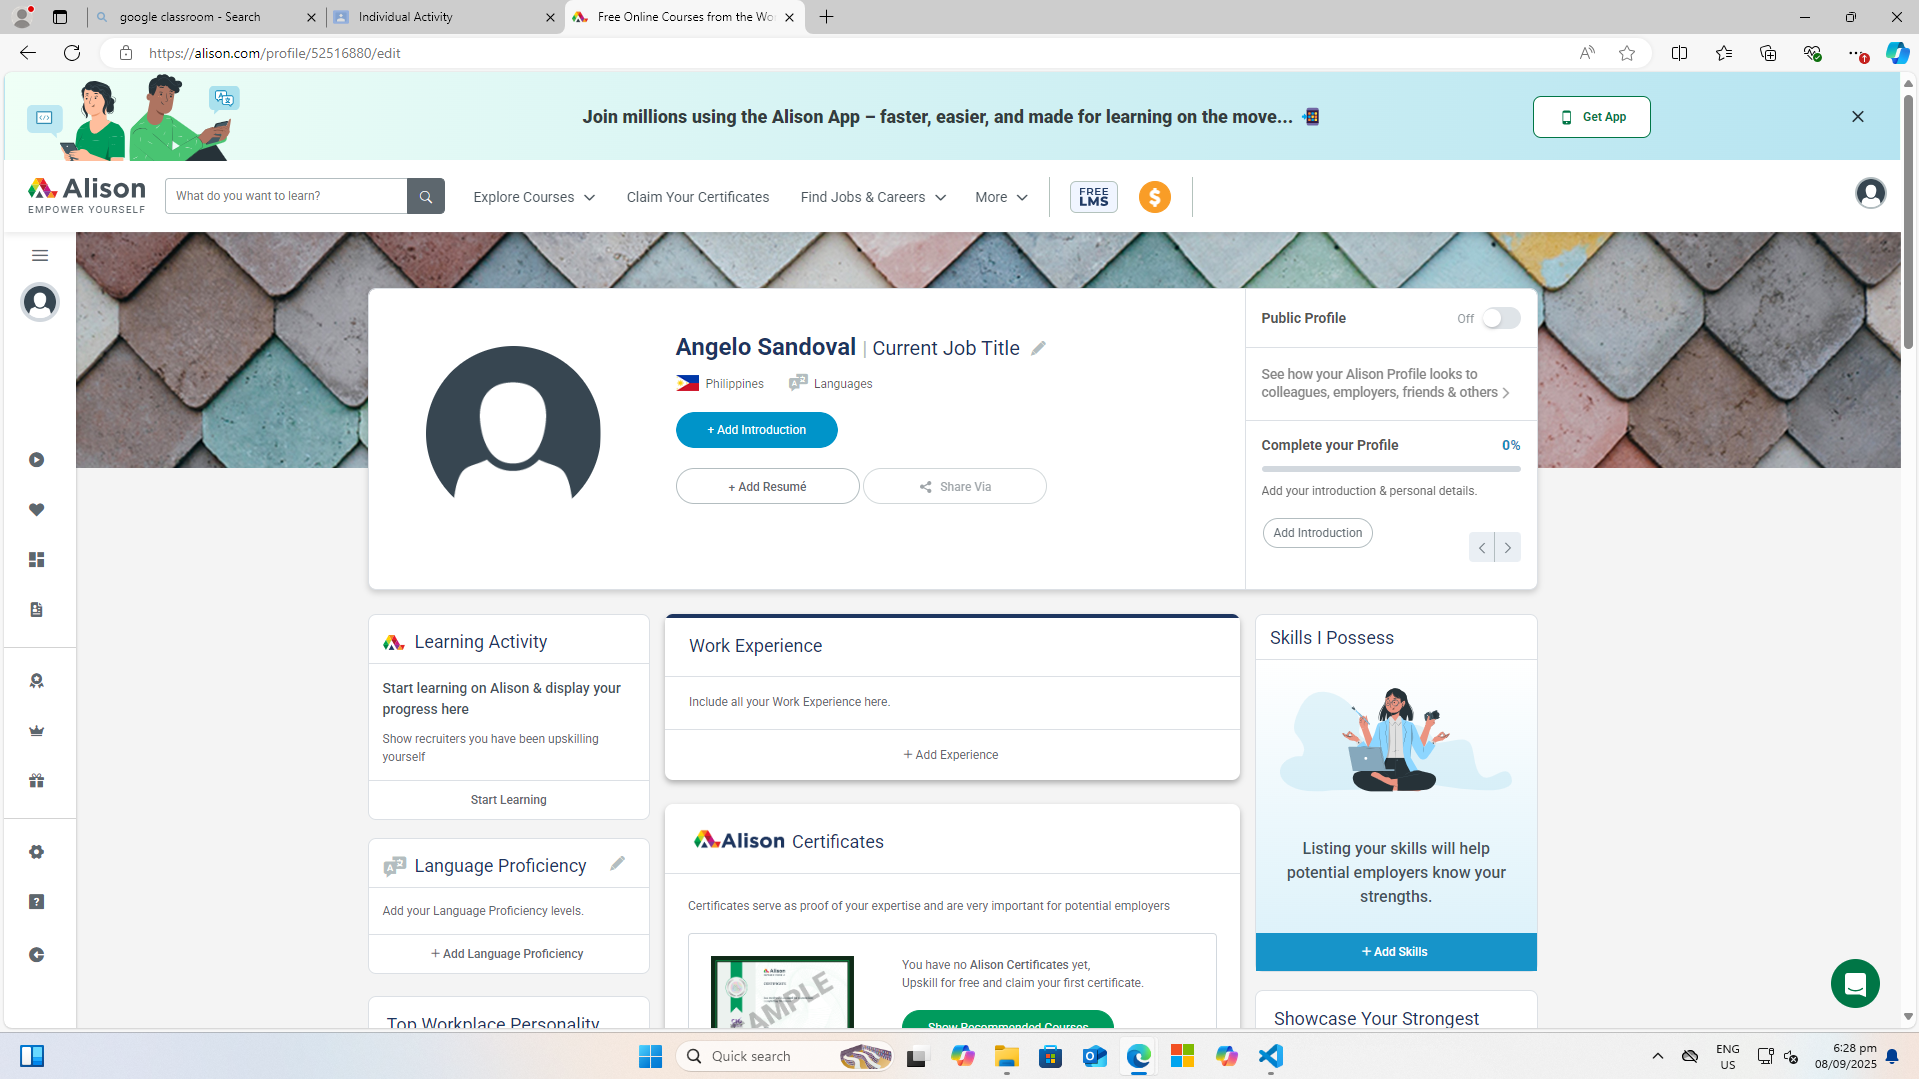 google classroom - Search
Individual Activity
Free Online Courses from the Wo
https://alison.com/profile/52516880/edit
Join millions using the Alison App – faster, easier, and made for learning on the move...
Get App
Alison
EMPOWER YOURSELF
What do you want to learn?
Explore Courses
Claim Your Certificates
Find Jobs & Careers
More
FREE
LMS
Angelo Sandoval | Current Job Title
Philippines
Languages
+ Add Introduction
+ Add Resumé
Share Via
Public Profile
Off
See how your Alison Profile looks to
colleagues, employers, friends & others
Complete your Profile
0%
Add your introduction & personal details.
Add Introduction
Learning Activity
Start learning on Alison & display your
progress here
Show recruiters you have been upskilling
yourself
Start Learning
Language Proficiency
Add your Language Proficiency levels.
+ Add Language Proficiency
Top Workplace Personality
Work Experience
Include all your Work Experience here.
+ Add Experience
Alison Certificates
Certificates serve as proof of your expertise and are very important for potential employers
Alison
AMPLE
You have no Alison Certificates yet,
Upskill for free and claim your first certificate.
Show Recommended Courses
Skills I Possess
Listing your skills will help
potential employers know your
strengths.
+ Add Skills
Showcase Your Strongest
Quick search
ENG
US
6:28 pm
08/09/2025